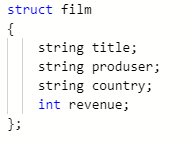 struct film
{
    string title;
    string produser;
    string country;
    int revenue;
};